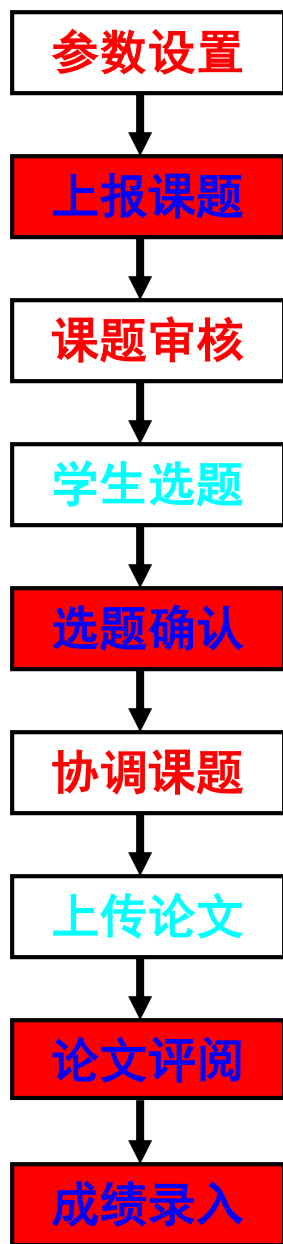 参数设置
上报课题
课题审核
学生选题
选题确认
协调课题
上传论文
论文评阅
成绩录入